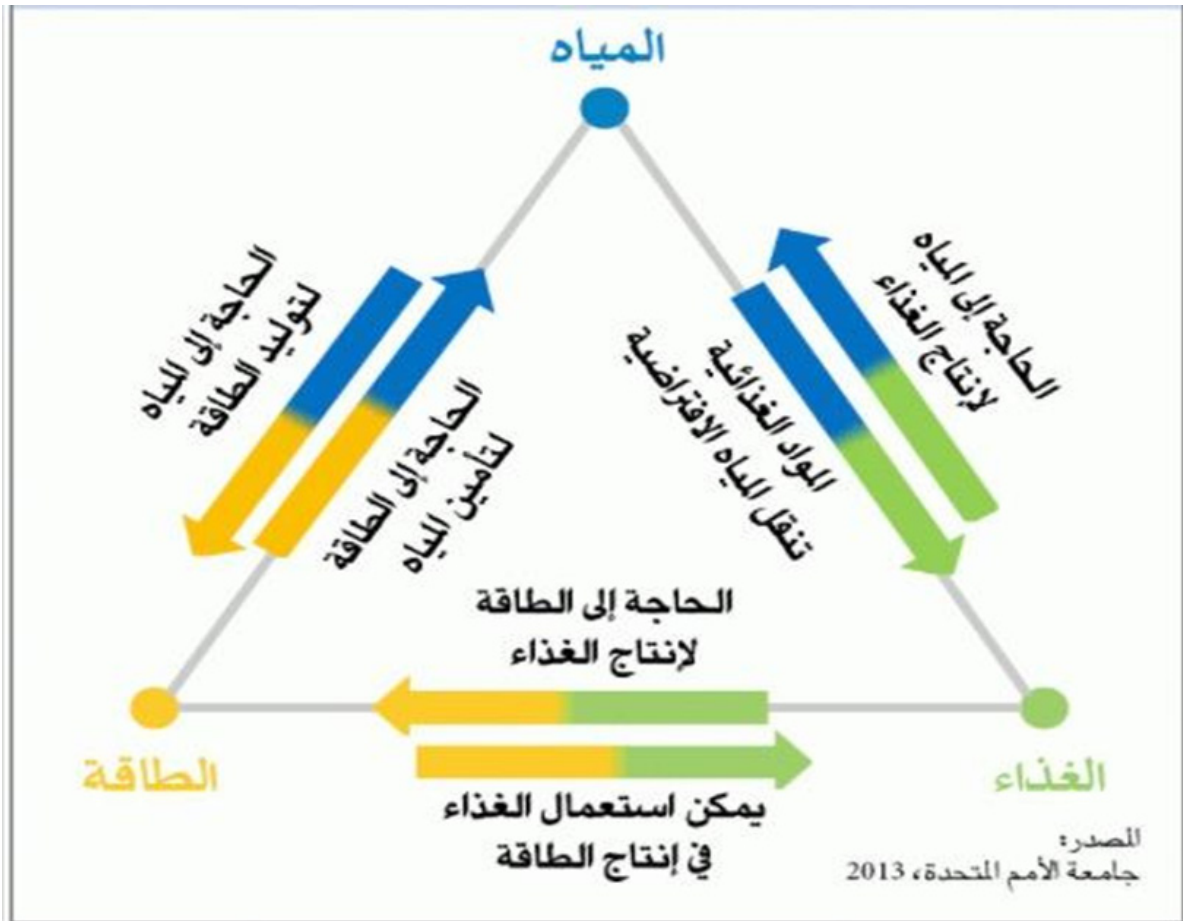 المياه
الحاجة إلى المياه
لتوليد الطاقة
الحاجة إلى الطاقة
لتأمين المياه
الحاجة إلى المياه
لإنتاج الغذاء
المواد الغذائية
تنقل المياه الافتراضية
الحاجة إلى الطاقة
لإنتاج الغذاء
الطاقة
الغذاء
يمكن استعمال الغذاء
في إنتاج الطاقة
المصدر:
جامعة الأمم المتحدة، 2013